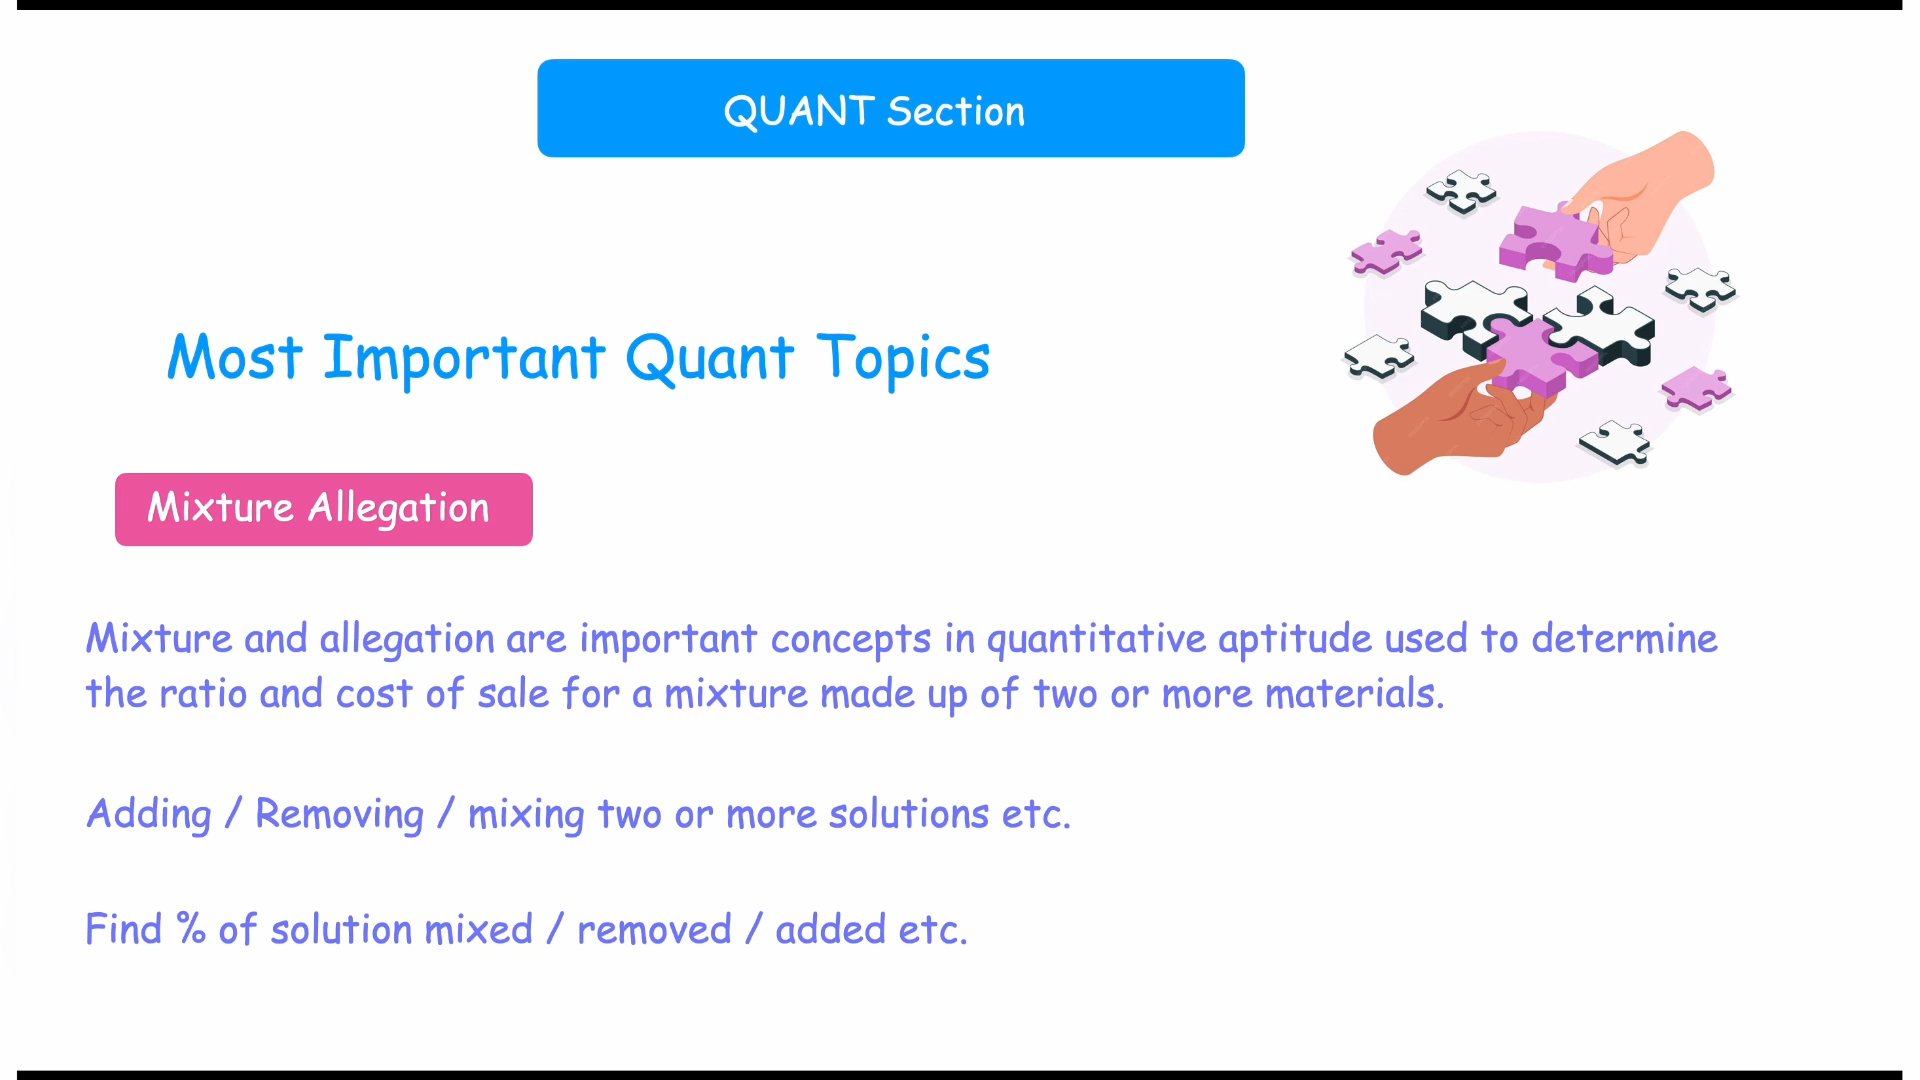 QUANT Section
Most Important Quant Topics
Mixture Allegation
Mixture and allegation are important concepts in quantitative aptitude used to determine
the ratio and cost of sale for a mixture made up of two or more materials.
Adding / Removing / mixing two or more solutions etc.
Find % of solution mixed / removed / added etc.